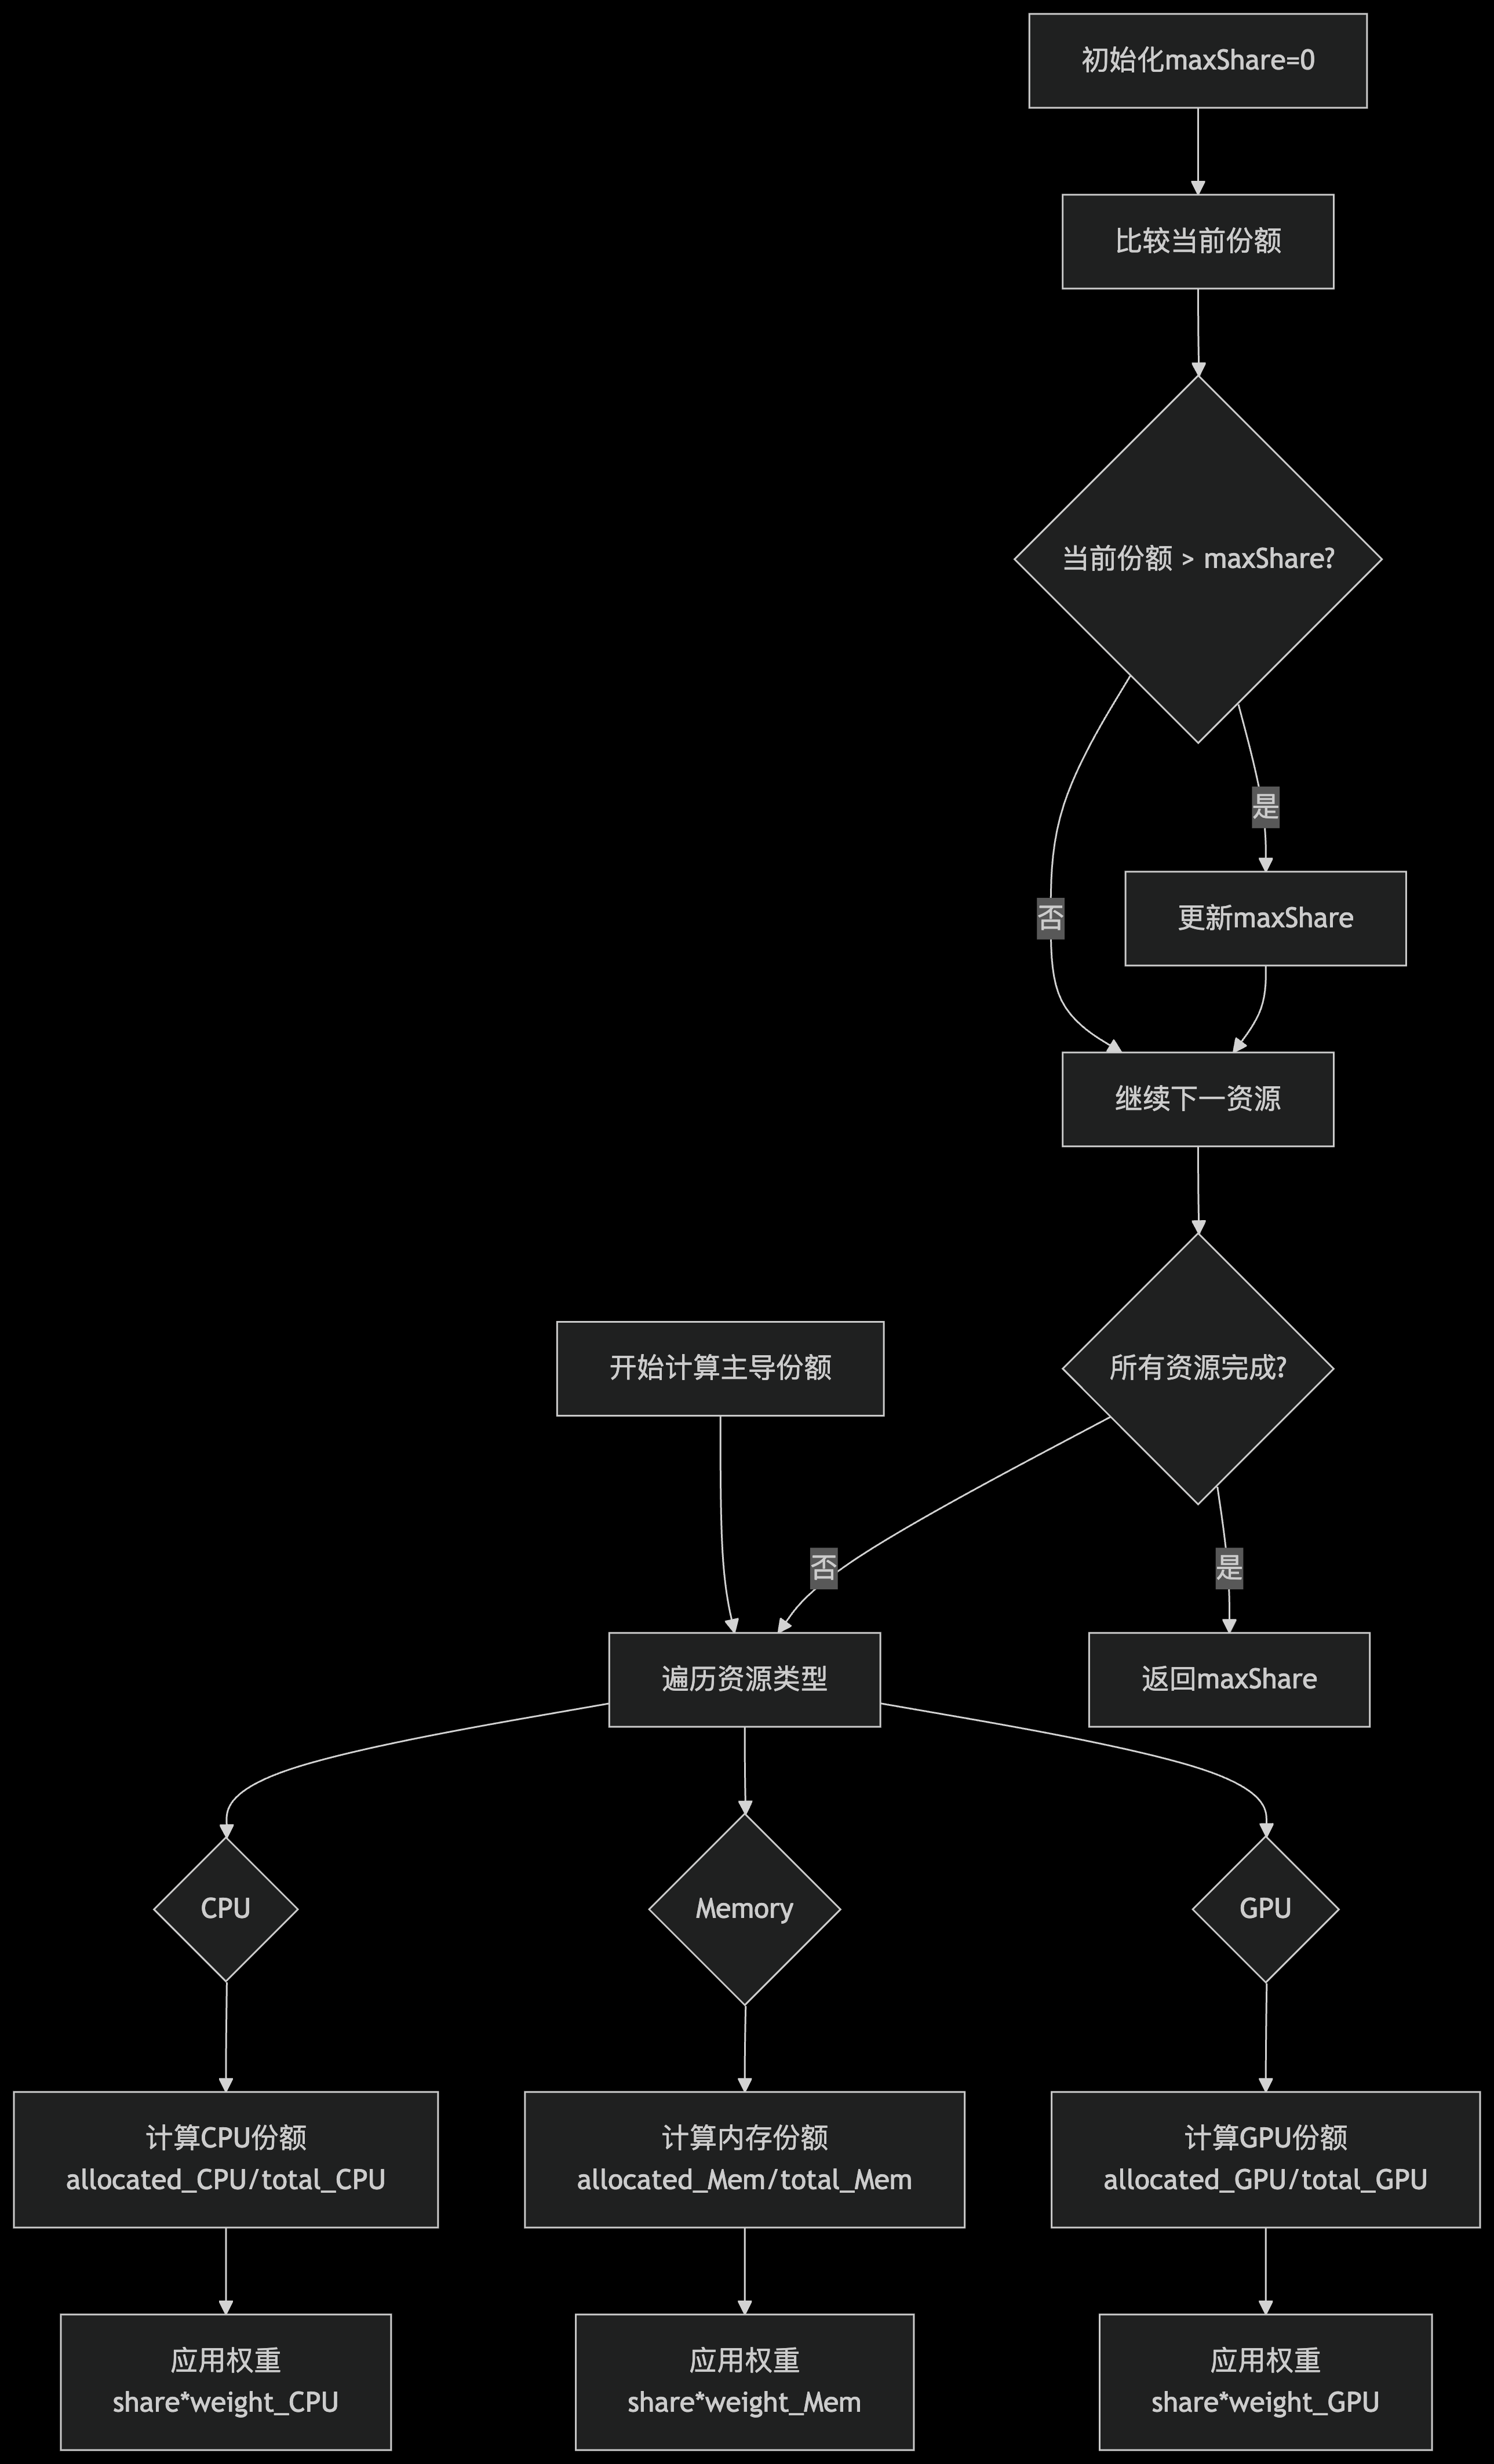 初始化maxShare=0
比较当前份额
当前份额 > maxShare?
是
否
更新maxShare
继续下一资源
开始计算主导份额
所有资源完成?
否
是
遍历资源类型
返回maxShare
CPU
Memory
GPU
计算CPU份额
allocated_CPU/total_CPU
计算内存份额
allocated_Mem/total_Mem
计算GPU份额
allocated_GPU/total_GPU
应用权重
share*weight_CPU
应用权重
share*weight_Mem
应用权重
share*weight_GPU